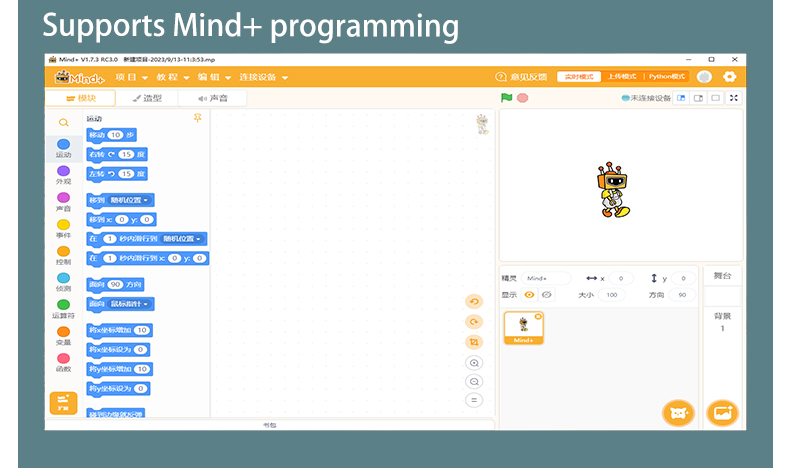 Supports Mind+ programming
Mind+ V1.7.3 RC3.0 新建项目-2023/9/13-11:3:53.mp
Mind+ 项目 教程 编辑 连接设备 意见反馈 实时模式 上传模式 Python模式
模块 造型 声音 未连接设备
运动
移动 10 步
运动
右转 15 度
左转 15 度
外观
移到 随机位置
声音
移到 x: 0 y: 0
事件
在 1 秒内滑行到 随机位置
控制
在 1 秒内滑行到 x: 0 y: 0
侦测
面向 90 方向
面向 鼠标指针
运算符
将x坐标增加 10
变量
将x坐标设为 0
函数
将y坐标增加 10
将y坐标设为 0
扩展
碰到边缘就反弹
精灵 Mind+ x 0 y 0
显示 大小 100 方向 90
Mind+
舞台
背景
1
书包